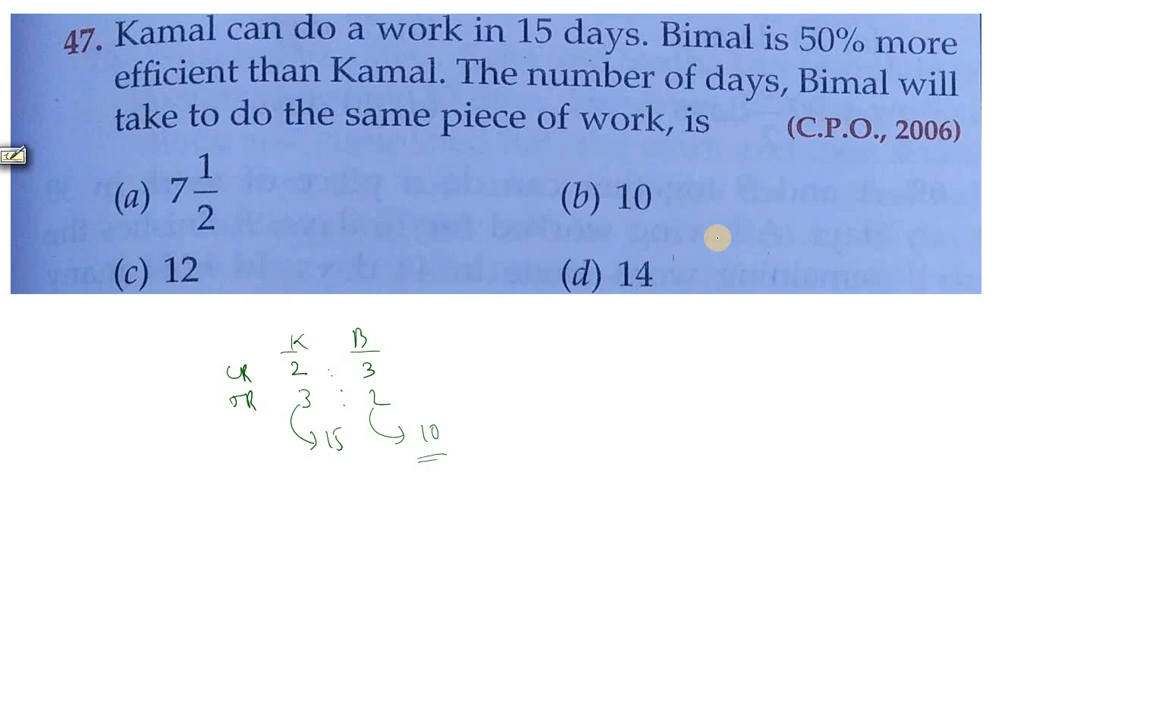 47. Kamal can do a work in 15 days. Bimal is 50% more
efficient than Kamal. The number of days, Bimal will
take to do the same piece of work, is (C.P.O., 2006)
(a) 7 1/2 (b) 10
(c) 12 (d) 14
K B
2 : 3
3 : 2
15 10